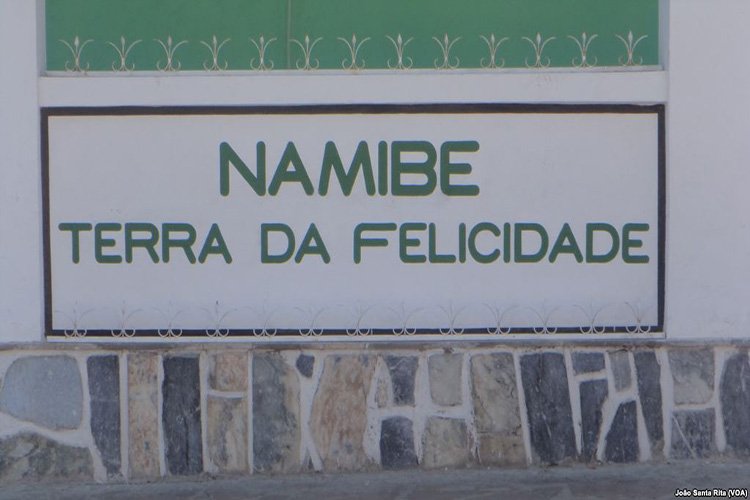 NAMIBE
TERRA DA FELICIDADE
João Santa Rita (VOA)